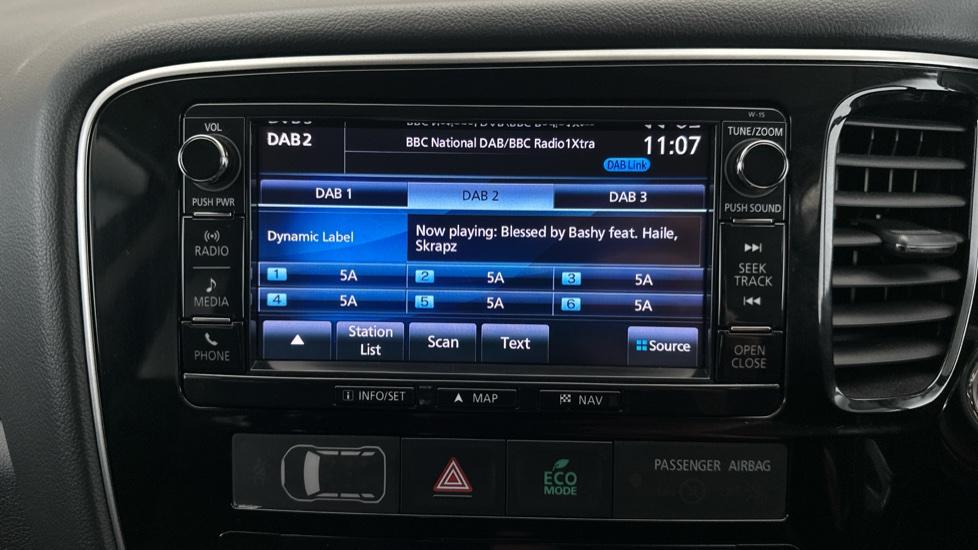 W-15
VOL
PUSH PWR
RADIO
MEDIA
PHONE
DAB2
BBC National DAB/BBC Radio1Xtra
11:07
DAB Link
DAB 1
DAB 2
DAB 3
Dynamic Label
Now playing: Blessed by Bashy feat. Haile,
Skrapz
1 5A
2 5A
3 5A
4 5A
5 5A
6 5A
Station
List
Scan
Text
Source
TUNE/ZOOM
PUSH SOUND
SEEK
TRACK
OPEN
CLOSE
i INFO/SET
MAP
NAV
ECO
MODE
PASSENGER AIRBAG